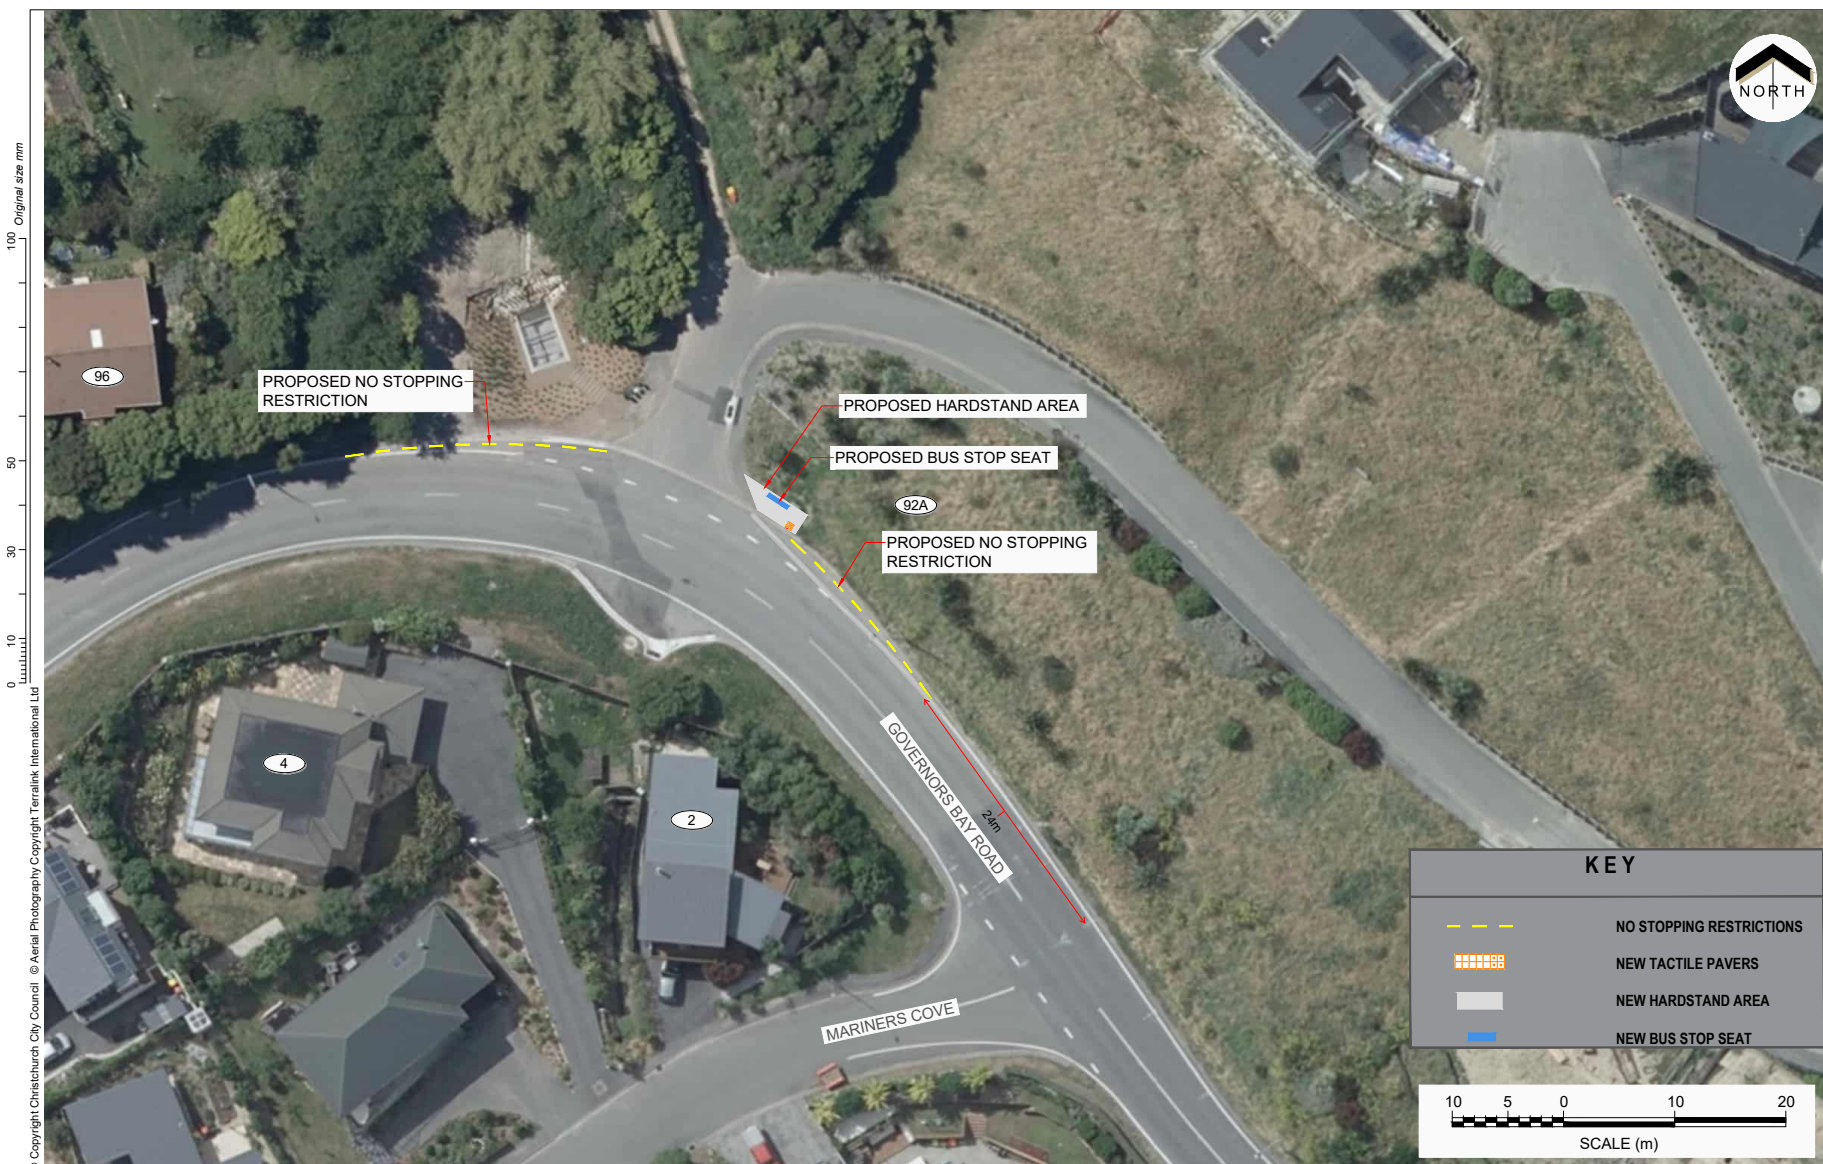 NORTH
Original size mm
100
50
30
10
0
© Copyright Christchurch City Council © Aerial Photography Copyright Terralink International Ltd
96
PROPOSED NO STOPPING
RESTRICTION
PROPOSED HARDSTAND AREA
PROPOSED BUS STOP SEAT
92A
PROPOSED NO STOPPING
RESTRICTION
4
2
GOVERNORS BAY ROAD
24m
MARINERS COVE
KEY
NO STOPPING RESTRICTIONS
NEW TACTILE PAVERS
NEW HARDSTAND AREA
NEW BUS STOP SEAT
10 5 0 10 20
SCALE (m)